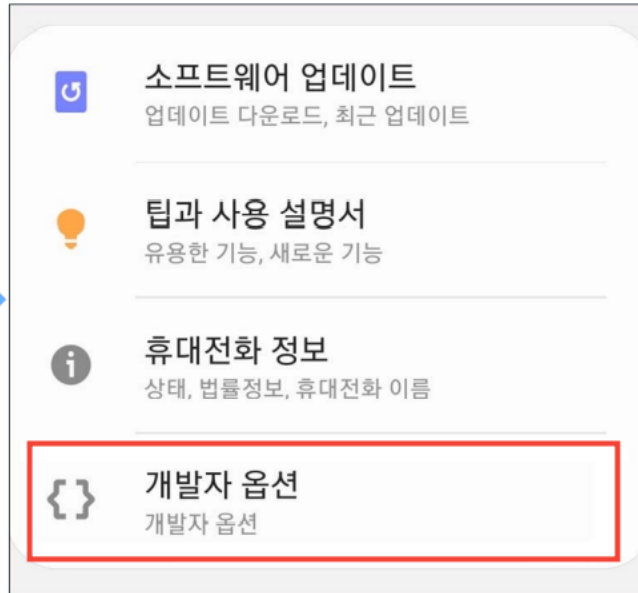 소프트웨어 업데이트
업데이트 다운로드, 최근 업데이트
팁과 사용 설명서
유용한 기능, 새로운 기능
휴대전화 정보
상태, 법률정보, 휴대전화 이름
개발자 옵션
개발자 옵션